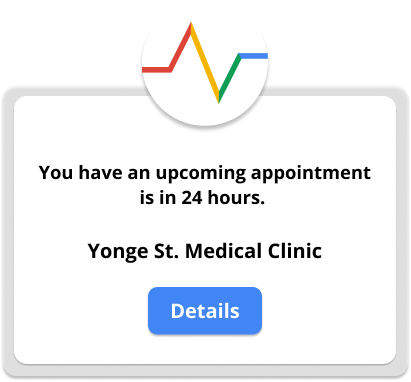 You have an upcoming appointment
is in 24 hours.
Yonge St. Medical Clinic
Details